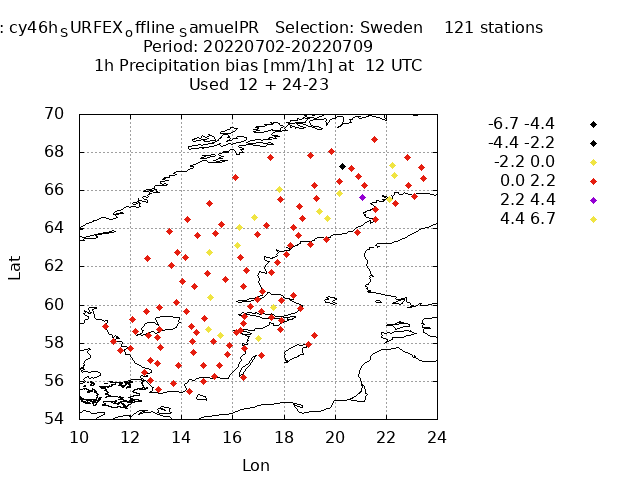 : cy46h_SURFEX_offline_SamuelPR   Selection: Sweden    121 stations
Period: 20220702-20220709
1h Precipitation bias [mm/1h] at  12 UTC
Used  12 + 24-23
70
68
66
64
62
60
58
56
54
Lat
10 12 14 16 18 20 22 24
Lon
-6.7 -4.4
-4.4 -2.2
-2.2 0.0
0.0 2.2
2.2 4.4
4.4 6.7